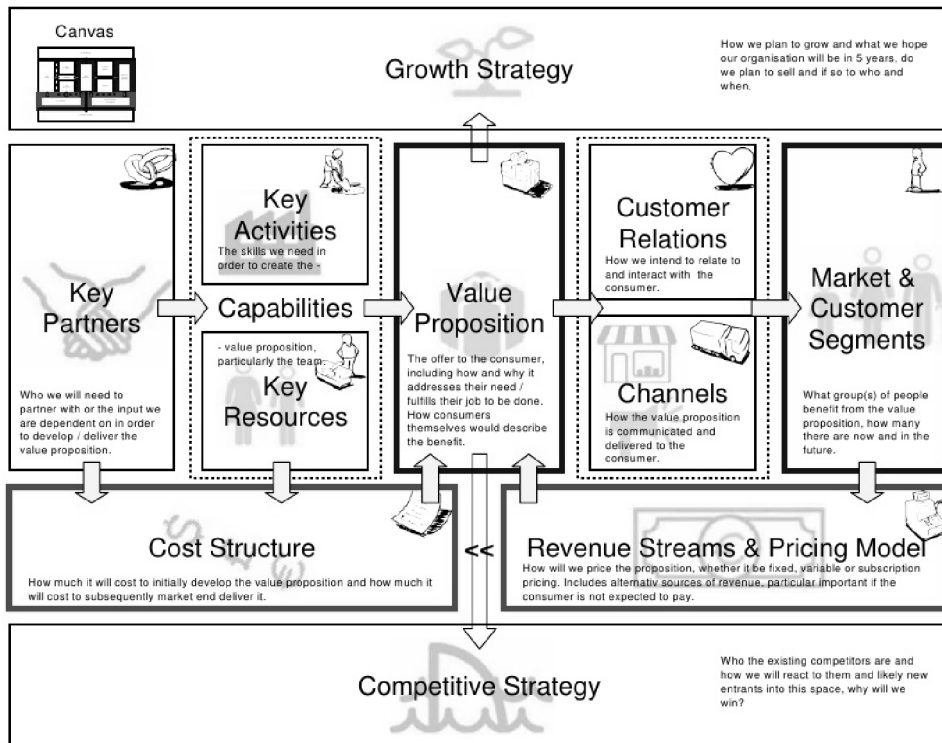 Canvas
Growth Strategy
How we plan to grow and what we hope
our organisation will be in 5 years, do
we plan to sell and if so to who and
when.
Key
Partners
Who we will need to
partner with or the input we
are dependent on in order
to develop / deliver the
value proposition.
Key
Activities
The skills we need in
order to create the -
Capabilities
- value proposition,
particularly the team.
Key
Resources
Value
Proposition
The offer to the consumer,
including how and why it
addresses their need /
fulfills their job to be done.
How consumers
themselves would describe
the benefit.
Customer
Relations
How we intend to relate to
and interact with the
consumer.
Channels
How the value proposition
is communicated and
delivered to the
consumer.
Market &
Customer
Segments
What group(s) of people
benefit from the value
proposition, how many
there are now and in the
future.
Cost Structure
How much it will cost to initially develop the value proposition and how much it
will cost to subsequently market end deliver it.
<<
Revenue Streams & Pricing Model
How will we price the proposition, whether it be fixed, variable or subscription
pricing. Includes alternativ sources of revenue, particular important if the
consumer is not expected to pay.
Competitive Strategy
Who the existing competitors are and
how we will react to them and likely new
entrants into this space, why will we
win?